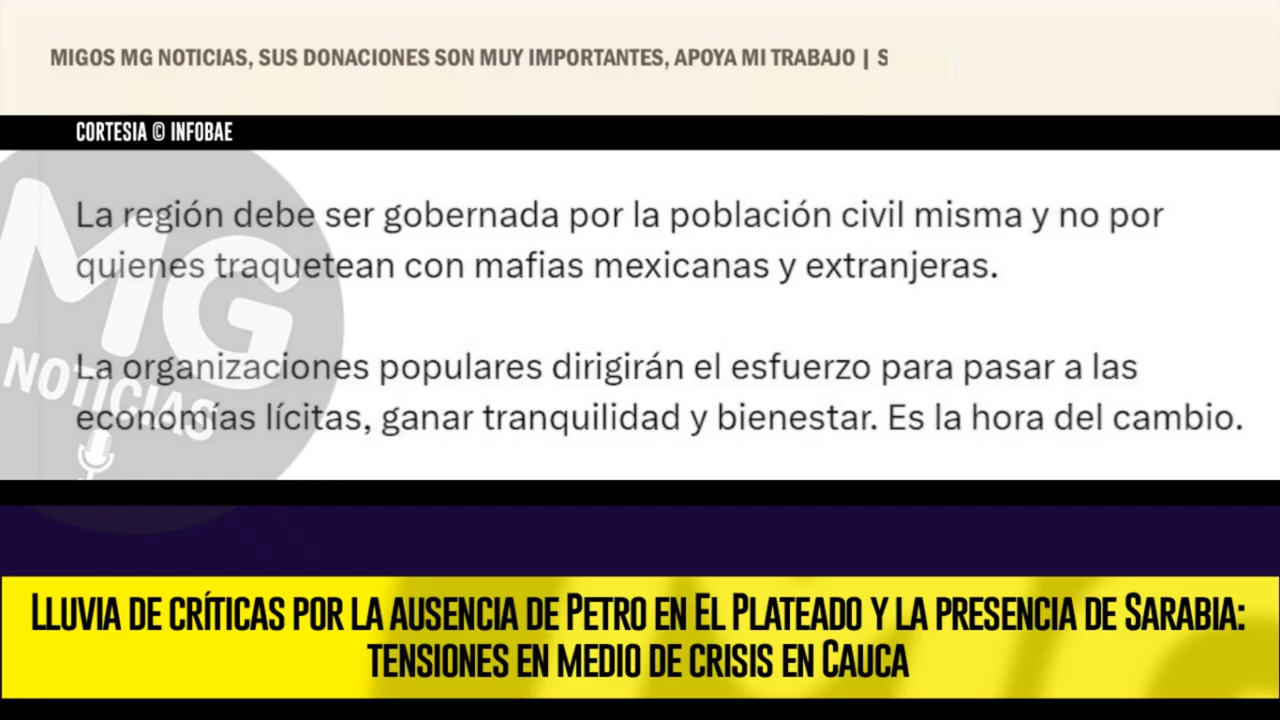 MIGOS MG NOTICIAS, SUS DONACIONES SON MUY IMPORTANTES, APOYA MI TRABAJO | S
CORTESIA © INFOBAE
La región debe ser gobernada por la población civil misma y no por
quienes traquetean con mafias mexicanas y extranjeras.
La organizaciones populares dirigirán el esfuerzo para pasar a las
economías lícitas, ganar tranquilidad y bienestar. Es la hora del cambio.
MG
NOTICIAS
LLUVIA DE CRÍTICAS POR LA AUSENCIA DE PETRO EN EL PLATEADO Y LA PRESENCIA DE SARABIA:
TENSIONES EN MEDIO DE CRISIS EN CAUCA